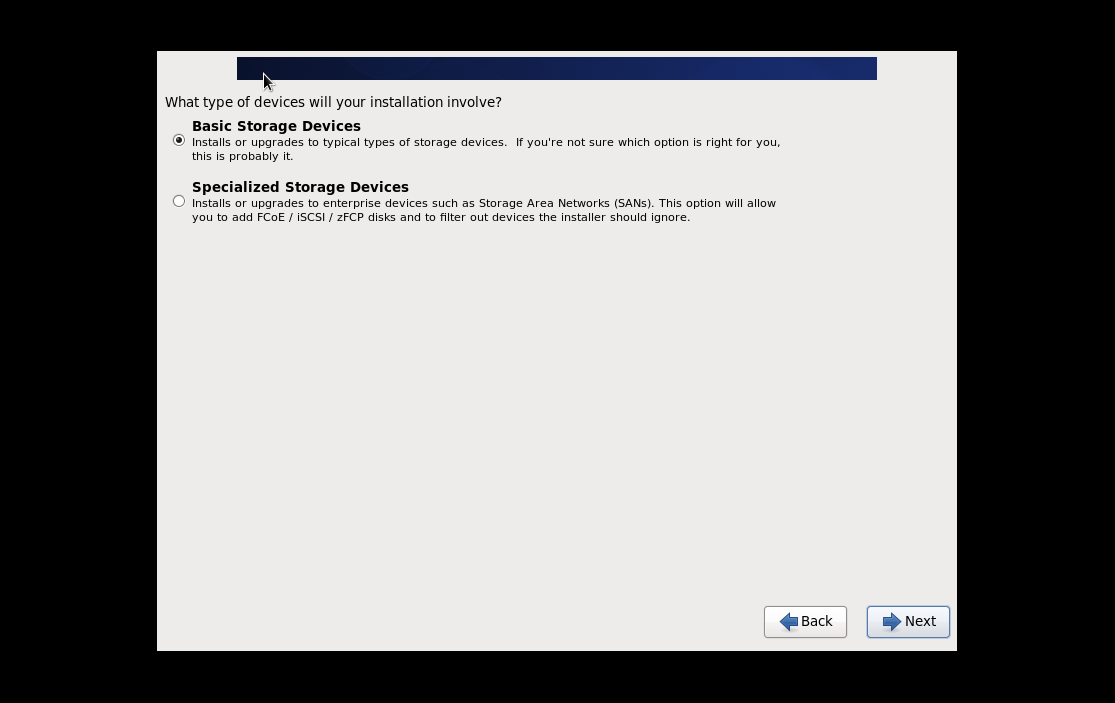 What type of devices will your installation involve?
Basic Storage Devices
Installs or upgrades to typical types of storage devices.  If you're not sure which option is right for you,
this is probably it.
Specialized Storage Devices
Installs or upgrades to enterprise devices such as Storage Area Networks (SANs). This option will allow
you to add FCoE / iSCSI / zFCP disks and to filter out devices the installer should ignore.
Back
Next